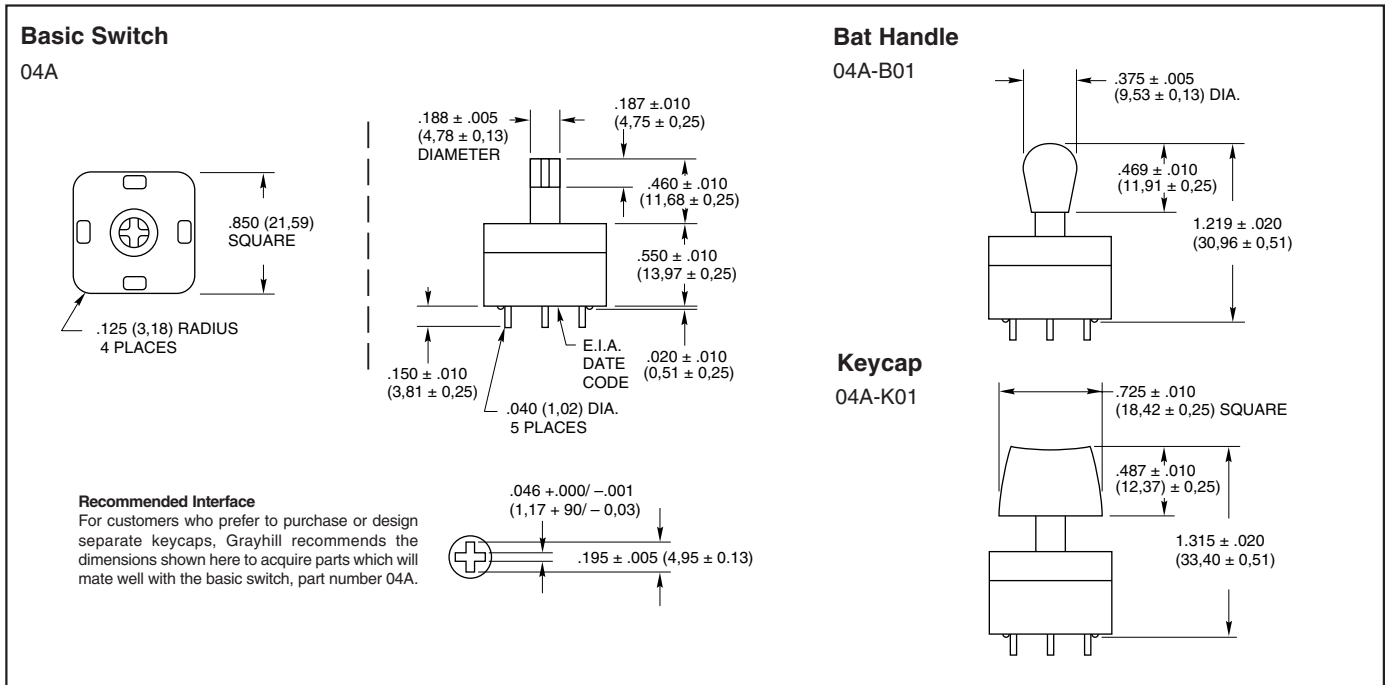 Basic Switch
04A
.850 (21,59)
SQUARE
.125 (3,18) RADIUS
4 PLACES
.188 ± .005
(4,78 ± 0,13)
DIAMETER
.187 ±.010
(4,75 ± 0,25)
.460 ± .010
(11,68 ± 0,25)
.550 ± .010
(13,97 ± 0,25)
.150 ± .010
(3,81 ± 0,25)
E.I.A.
DATE
CODE
.020 ± .010
(0,51 ± 0,25)
.040 (1,02) DIA.
5 PLACES
Recommended Interface
For customers who prefer to purchase or design
separate keycaps, Grayhill recommends the
dimensions shown here to acquire parts which will
mate well with the basic switch, part number 04A.
.046 +.000/ –.001
(1,17 + 90/ – 0,03)
.195 ± .005 (4,95 ± 0.13)
Bat Handle
04A-B01
.375 ± .005
(9,53 ± 0,13) DIA.
.469 ± .010
(11,91 ± 0,25)
1.219 ± .020
(30,96 ± 0,51)
Keycap
04A-K01
.725 ± .010
(18,42 ± 0,25) SQUARE
.487 ± .010
(12,37) ± 0,25)
1.315 ± .020
(33,40 ± 0,51)